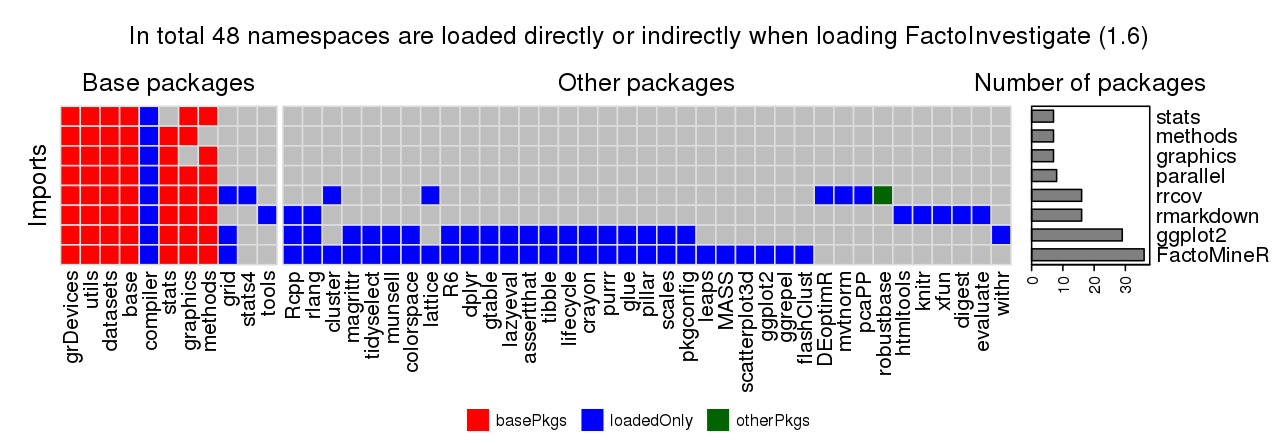 In total 48 namespaces are loaded directly or indirectly when loading FactoInvestigate (1.6)
Base packages
Other packages
Number of packages
Imports
stats
methods
graphics
parallel
rrcov
rmarkdown
ggplot2
FactoMineR
grDevices
utils
datasets
base
compiler
stats
graphics
methods
grid
stats4
tools
Rcpp
rlang
cluster
magrittr
tidyselect
munsell
colorspace
lattice
R6
dplyr
gtable
lazyeval
assertthat
tibble
lifecycle
crayon
purrr
glue
pillar
scales
pkgconfig
leaps
MASS
scatterplot3d
ggplot2
ggrepel
flashClust
DEoptimR
mvtnorm
pcaPP
robustbase
htmltools
knitr
xfun
digest
evaluate
withr
0
10
20
30
basePkgs
loadedOnly
otherPkgs